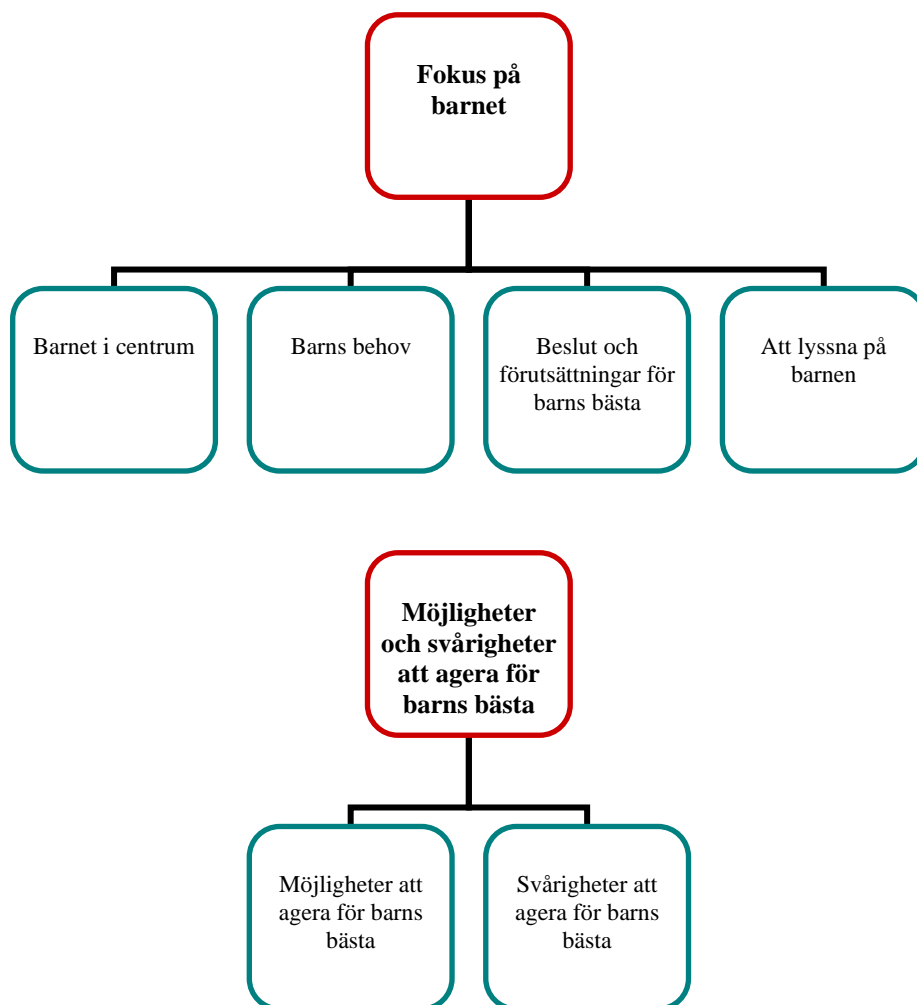 Fokus på
barnet
Barnet i centrum
Barns behov
Beslut och
förutsättningar för
barns bästa
Att lyssna på
barnen
Möjligheter
och svårigheter
att agera för
barns bästa
Möjligheter att
agera för barns
bästa
Svårigheter att
agera för barns
bästa